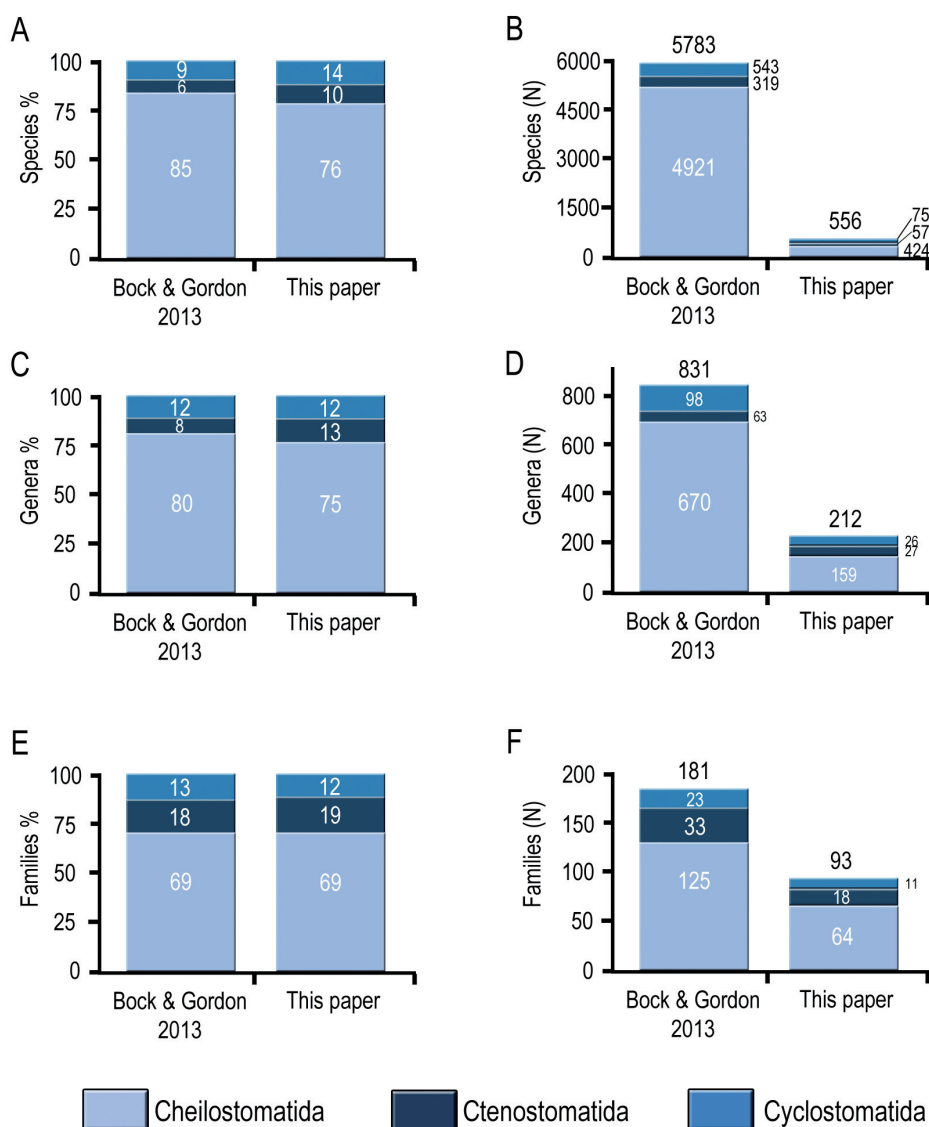 A
Species %
100
75
50
25
0
9
6
85
14
10
76
Bock & Gordon
2013
This paper
B
Species (N)
6000
4500
3000
1500
0
5783
543
319
4921
556
75
57
424
Bock & Gordon
2013
This paper
C
Genera %
100
75
50
25
0
12
8
80
12
13
75
Bock & Gordon
2013
This paper
D
Genera (N)
800
600
400
200
0
831
98
63
670
212
26
27
159
Bock & Gordon
2013
This paper
E
Families %
100
75
50
25
0
13
18
69
12
19
69
Bock & Gordon
2013
This paper
F
Families (N)
200
150
100
50
0
181
23
33
125
93
11
18
64
Bock & Gordon
2013
This paper
Cheilostomatida
Ctenostomatida
Cyclostomatida